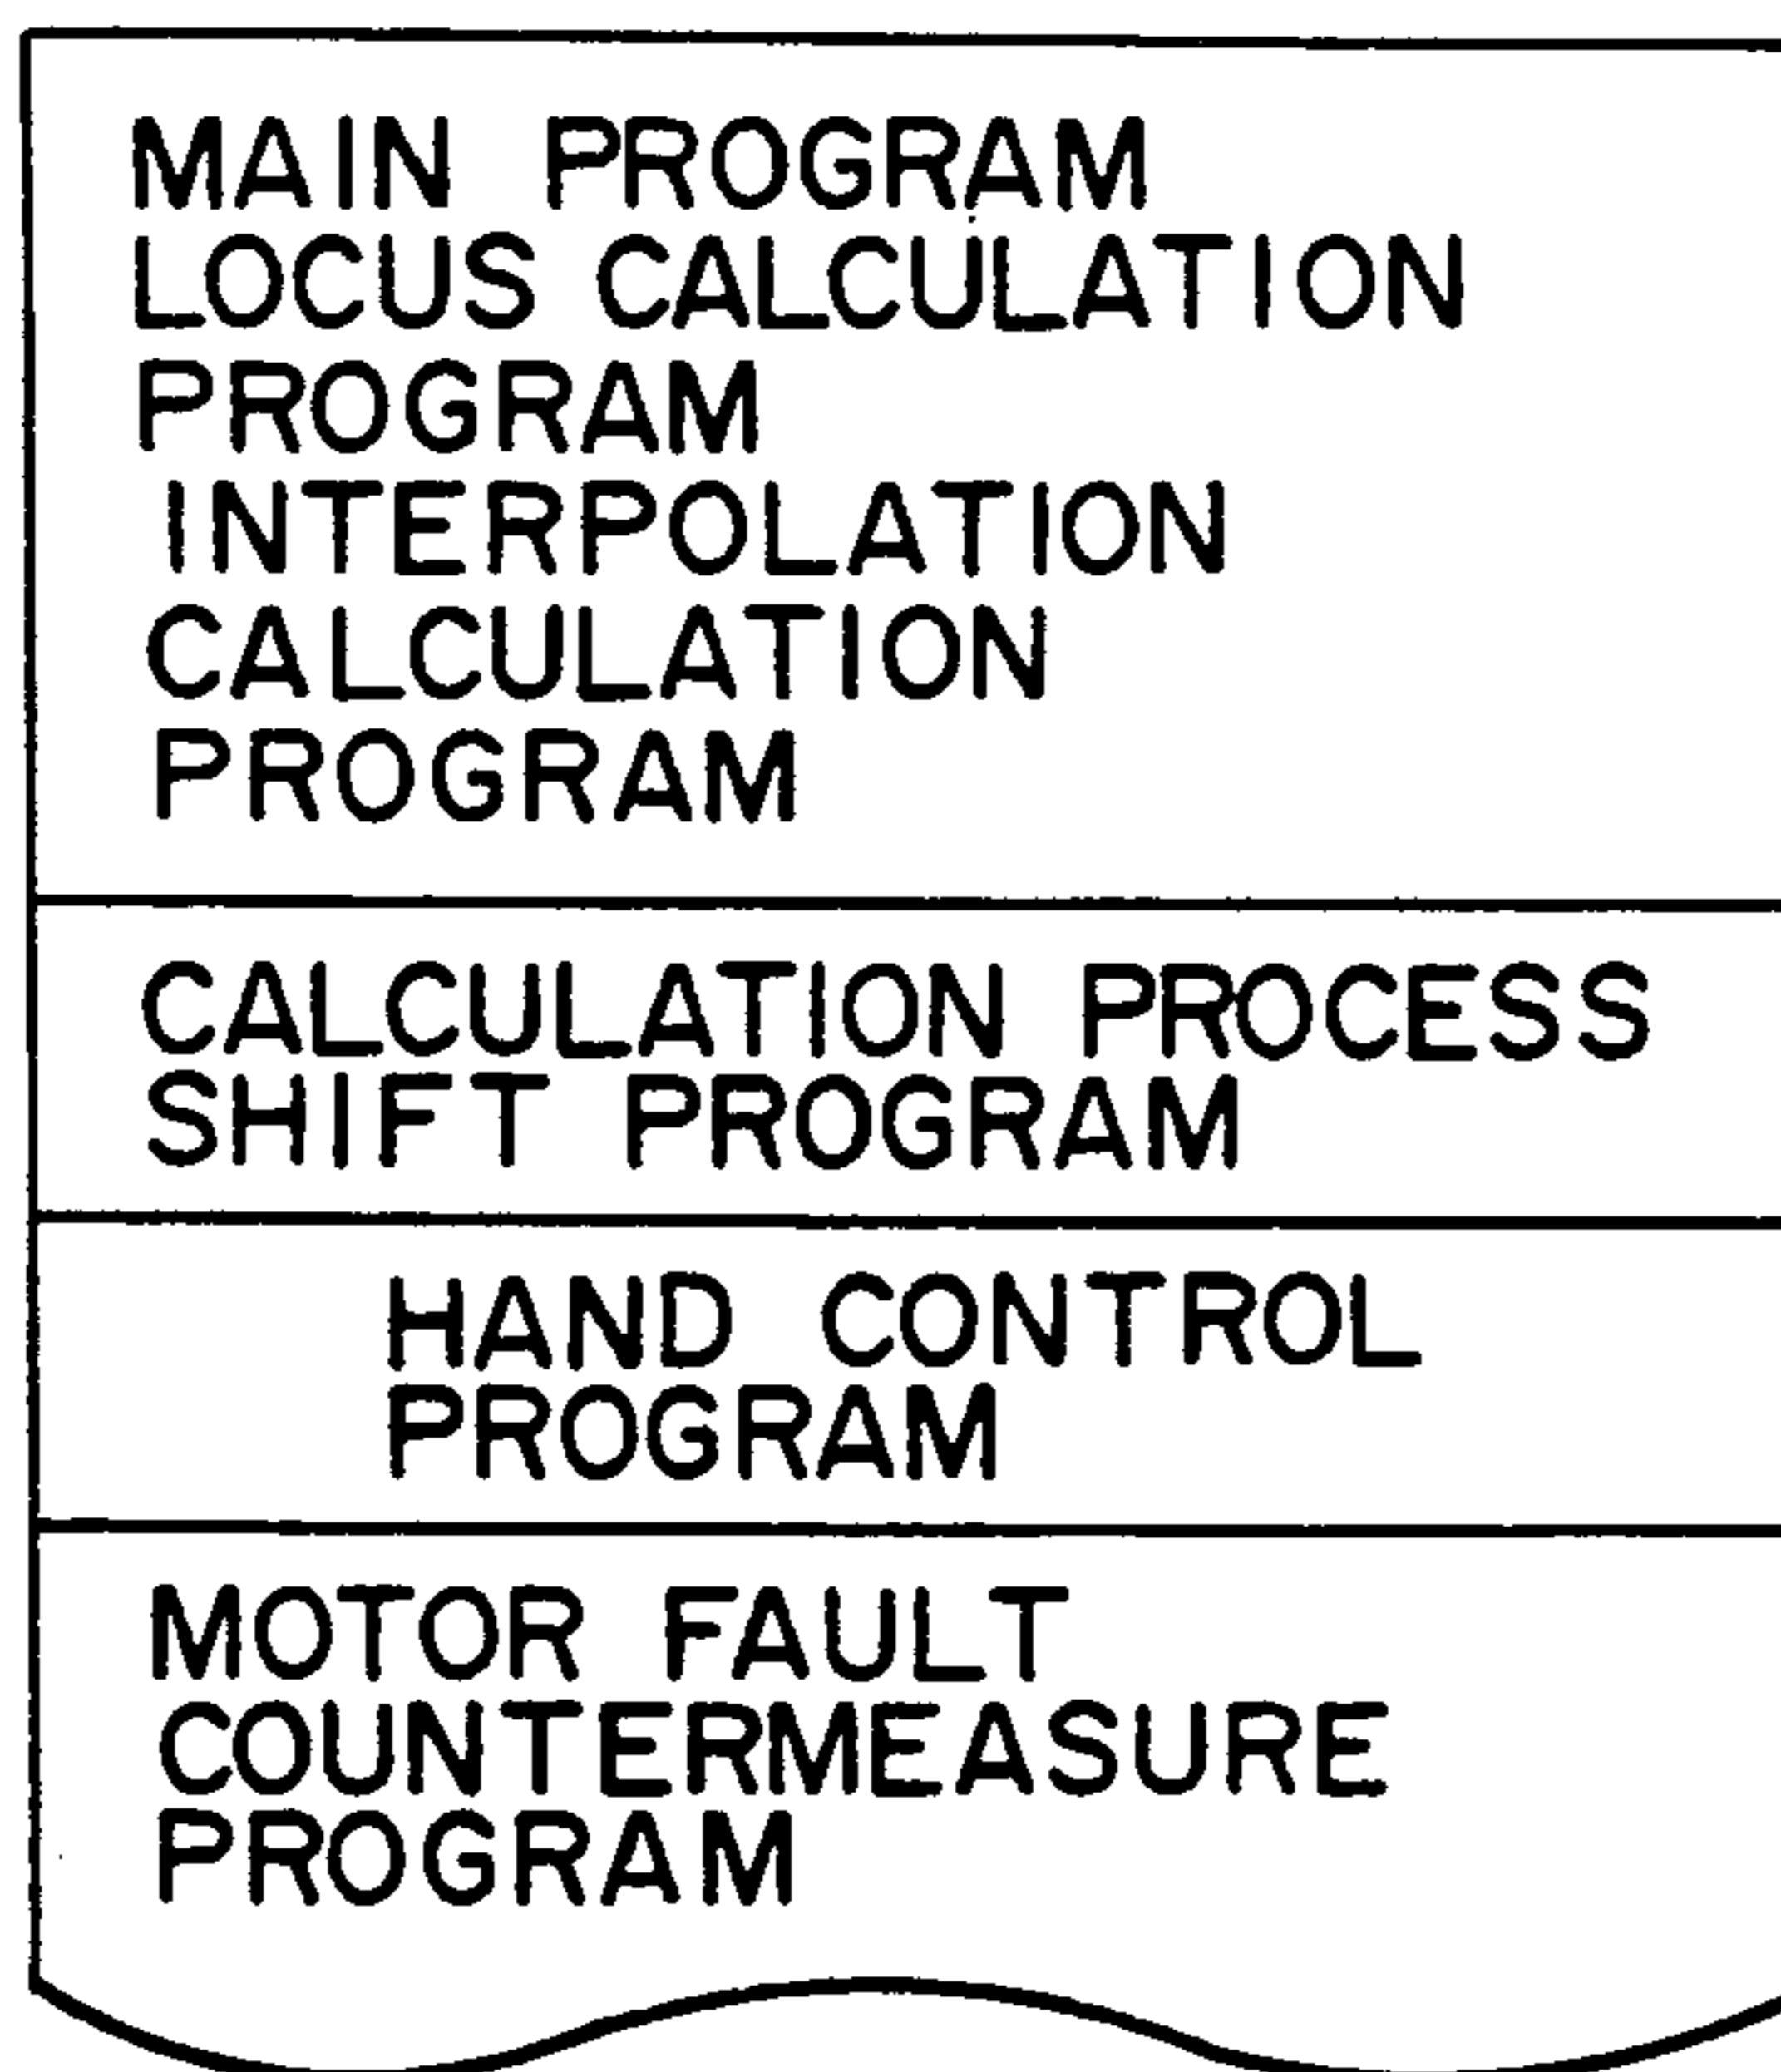 MAIN PROGRAM
LOCUS CALCULATION
PROGRAM
INTERPOLATION
CALCULATION
PROGRAM
CALCULATION PROCESS
SHIFT PROGRAM
HAND CONTROL
PROGRAM
MOTOR FAULT
COUNTERMEASURE
PROGRAM